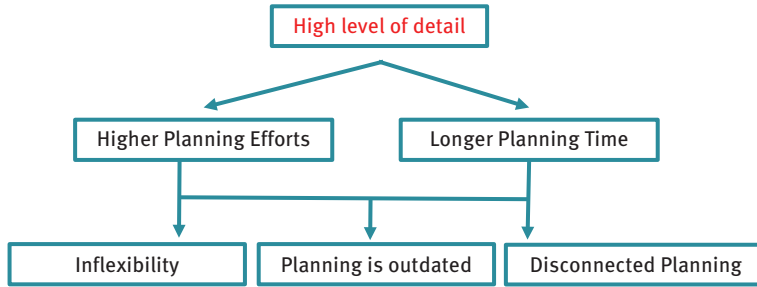 High level of detail
Higher Planning Efforts
Longer Planning Time
Inflexibility
Planning is outdated
Disconnected Planning